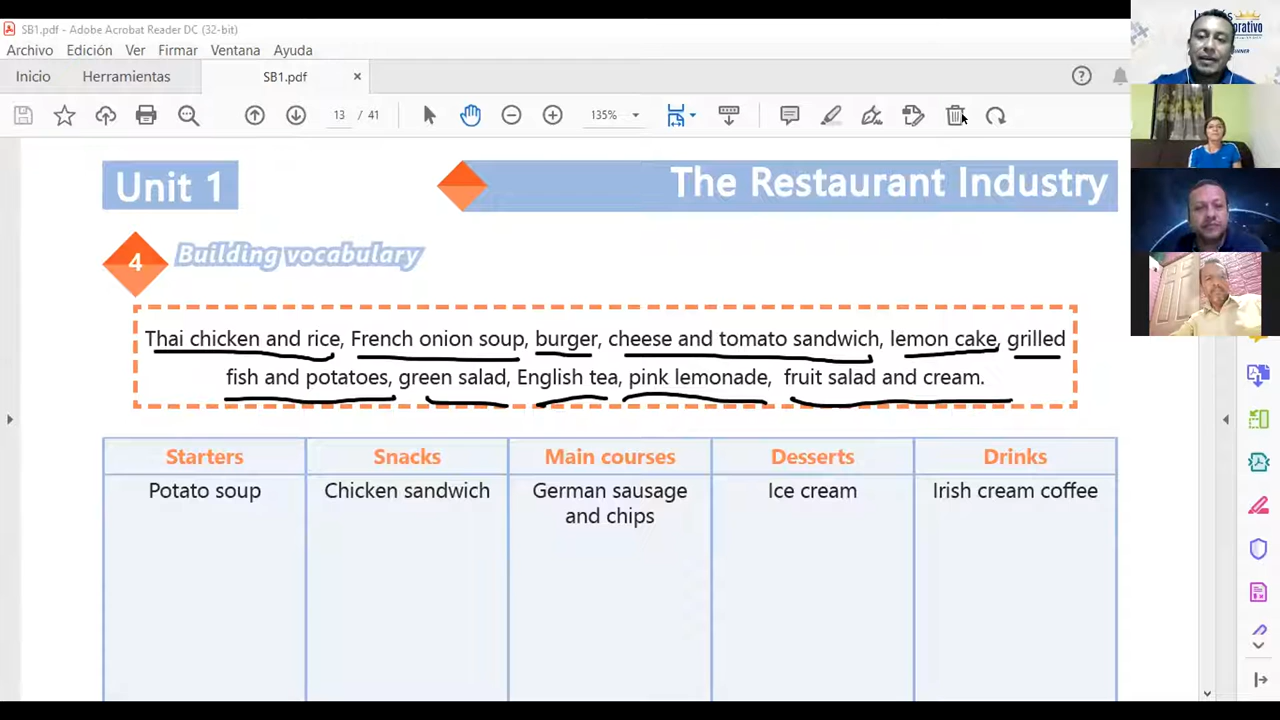 SB1.pdf - Adobe Acrobat Reader DC (32-bit)
Archivo Edición Ver Firmar Ventana Ayuda
Inicio Herramientas SB1.pdf ×
13 / 41 135%
Unit 1
The Restaurant Industry
4 Building vocabulary
Thai chicken and rice, French onion soup, burger, cheese and tomato sandwich, lemon cake, grilled
fish and potatoes, green salad, English tea, pink lemonade, fruit salad and cream.
Starters Snacks Main courses Desserts Drinks
Potato soup Chicken sandwich German sausage Ice cream Irish cream coffee
and chips